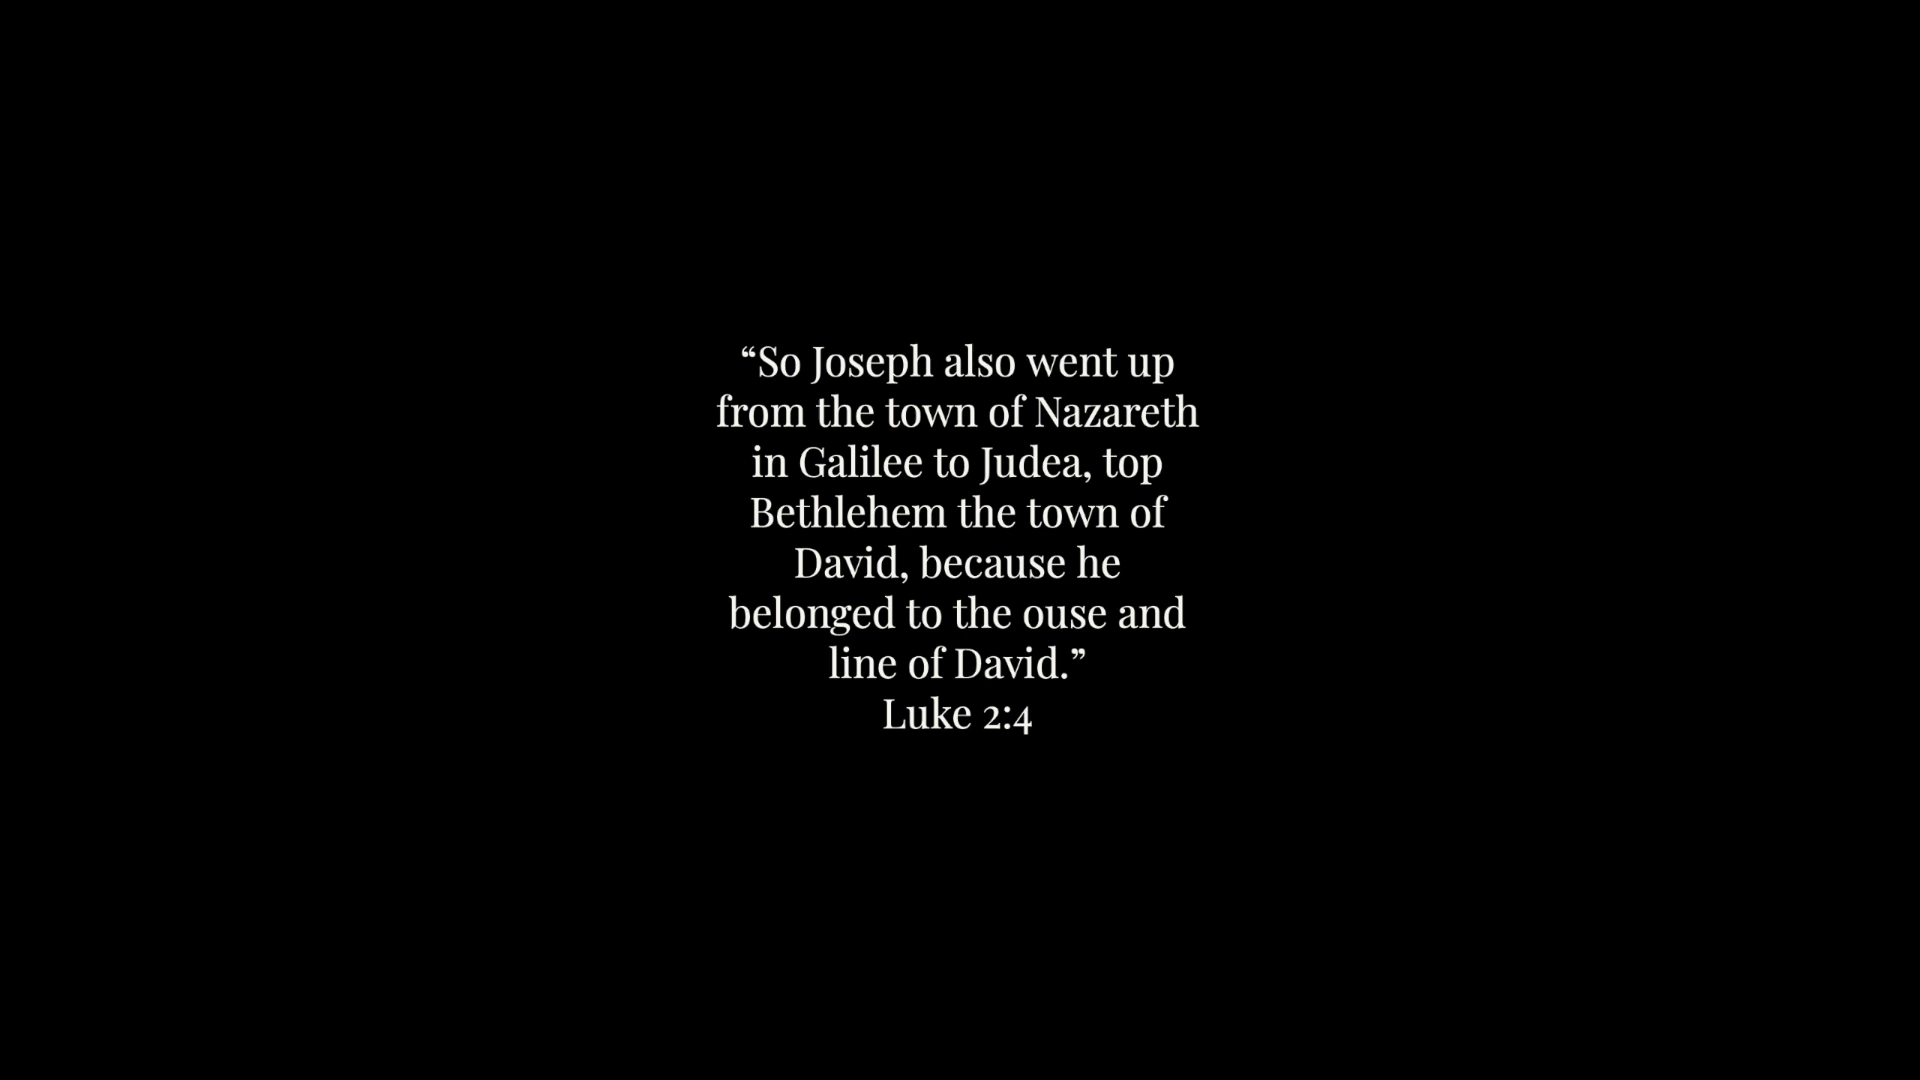 “So Joseph also went up
from the town of Nazareth
in Galilee to Judea, top
Bethlehem the town of
David, because he
belonged to the ouse and
line of David.”
Luke 2:4